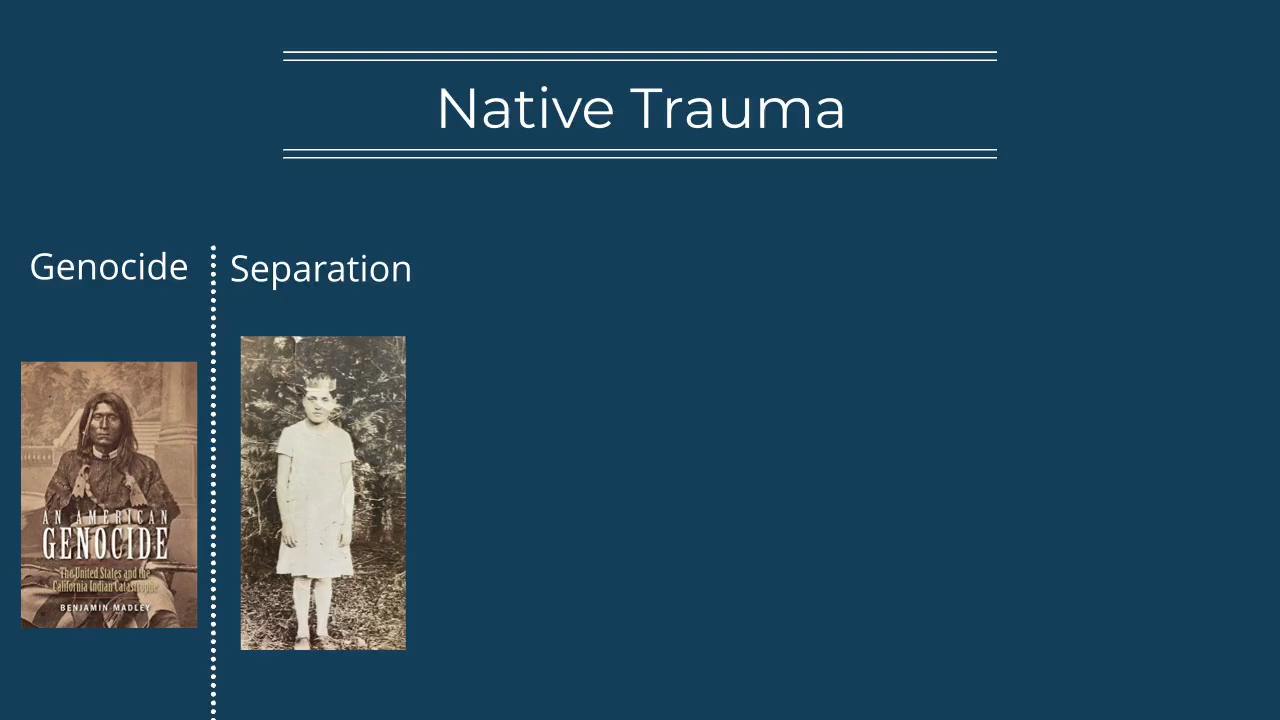 Native Trauma
Genocide
Separation
AN AMERICAN
GENOCIDE
The United States and the
California Indian Catastrophe
BENJAMIN MADLEY